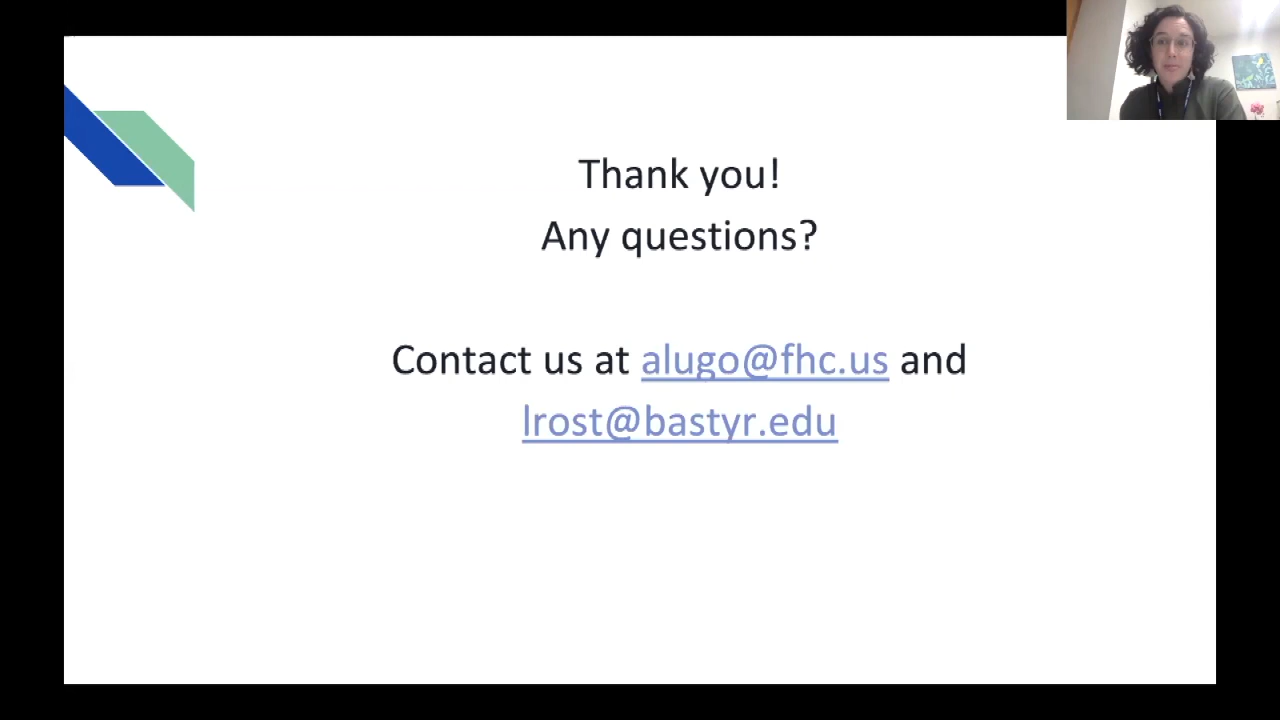 Thank you!
Any questions?
Contact us at alugo@fhc.us and
lrost@bastyr.edu